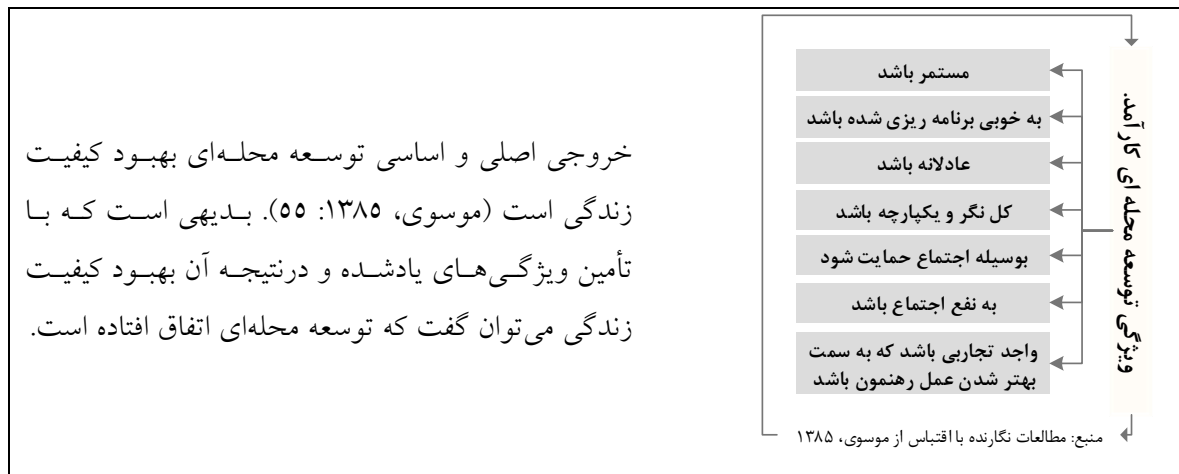 ویژگی توسعه محله ای کارآمد.
مستمر باشد
به خوبی برنامه ریزی شده باشد
عادلانه باشد
کل نگر و یکپارچه باشد
بوسیله اجتماع حمایت شود
به نفع اجتماع باشد
واجد تجاربی باشد که به سمت
بهتر شدن عمل رهنمون باشد
منبع: مطالعات نگارنده با اقتباس از موسوی، ۱۳۸۵
خروجی اصلی و اساسی توسعه محله‌ای بهبود کیفیت
زندگی است (موسوی، ۱۳۸۵: ۵۵). بدیهی است که با
تأمین ویژگی‌های یادشده و درنتیجه آن بهبود کیفیت
زندگی می‌توان گفت که توسعه محله‌ای اتفاق افتاده است.